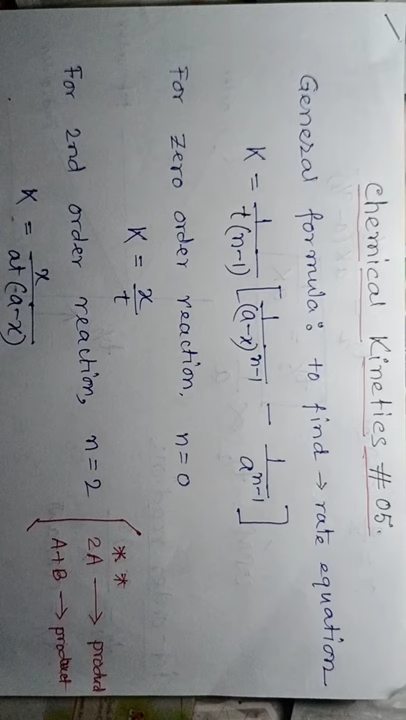 Chemical Kinetics # 05.
General formula: to find → rate equation
K = 1/t(n-1) [1/(a-x)^n-1 - 1/a^n-1]
For zero order reaction, n=0
K = x/t
For 2nd order reaction, n=2
K = x/at(a-x)
**
2A → product
A+B → product